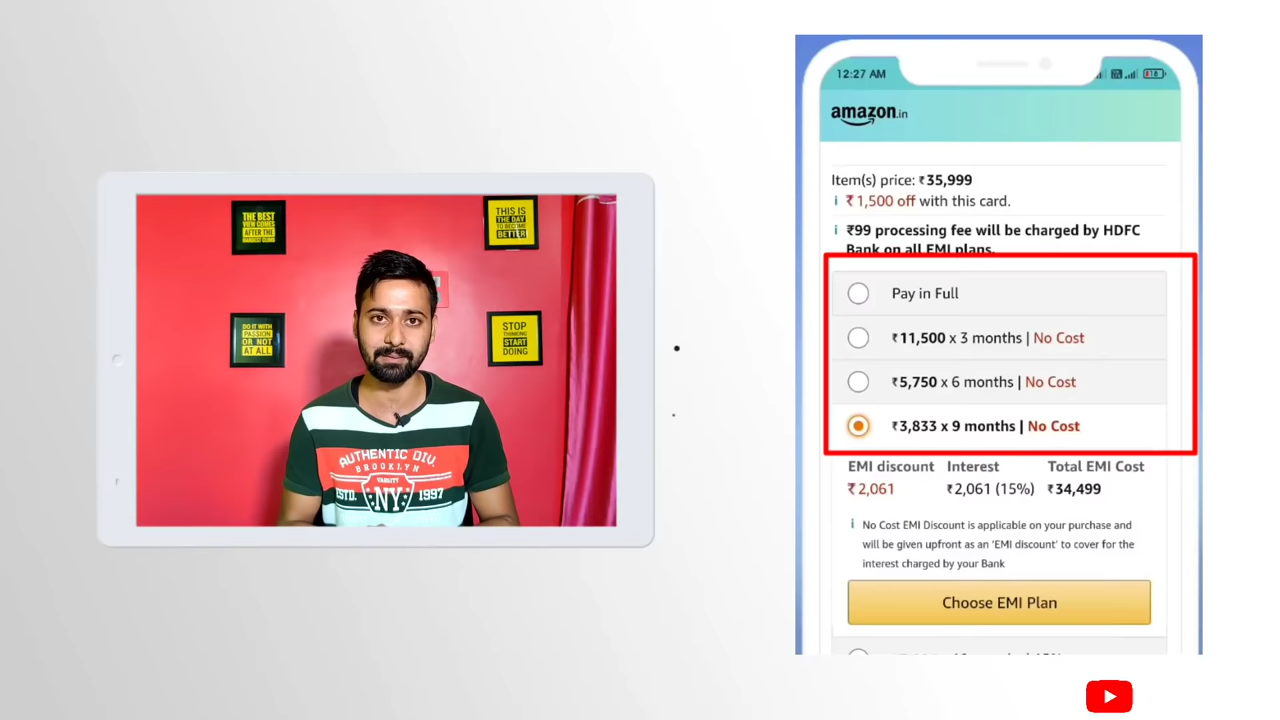 THE BEST
VIEW COMES
AFTER THE
HARDEST CLIMB
THIS IS
THE DAY
TO BECOME
BETTER
DO IT WITH
PASSION
OR NOT
AT ALL
STOP
THINKING
START
DOING
AUTHENTIC DIV.
BROOKLYN
VARSITY
ESTD. NY 1997
12:27 AM
18
amazon.in
Item(s) price: ₹35,999
i ₹1,500 off with this card.
i ₹99 processing fee will be charged by HDFC
Bank on all EMI plans.
Pay in Full
₹11,500 x 3 months | No Cost
₹5,750 x 6 months | No Cost
₹3,833 x 9 months | No Cost
EMI discount Interest Total EMI Cost
₹2,061 ₹2,061 (15%) ₹34,499
i No Cost EMI Discount is applicable on your purchase and
will be given upfront as an 'EMI discount' to cover for the
interest charged by your Bank
Choose EMI Plan